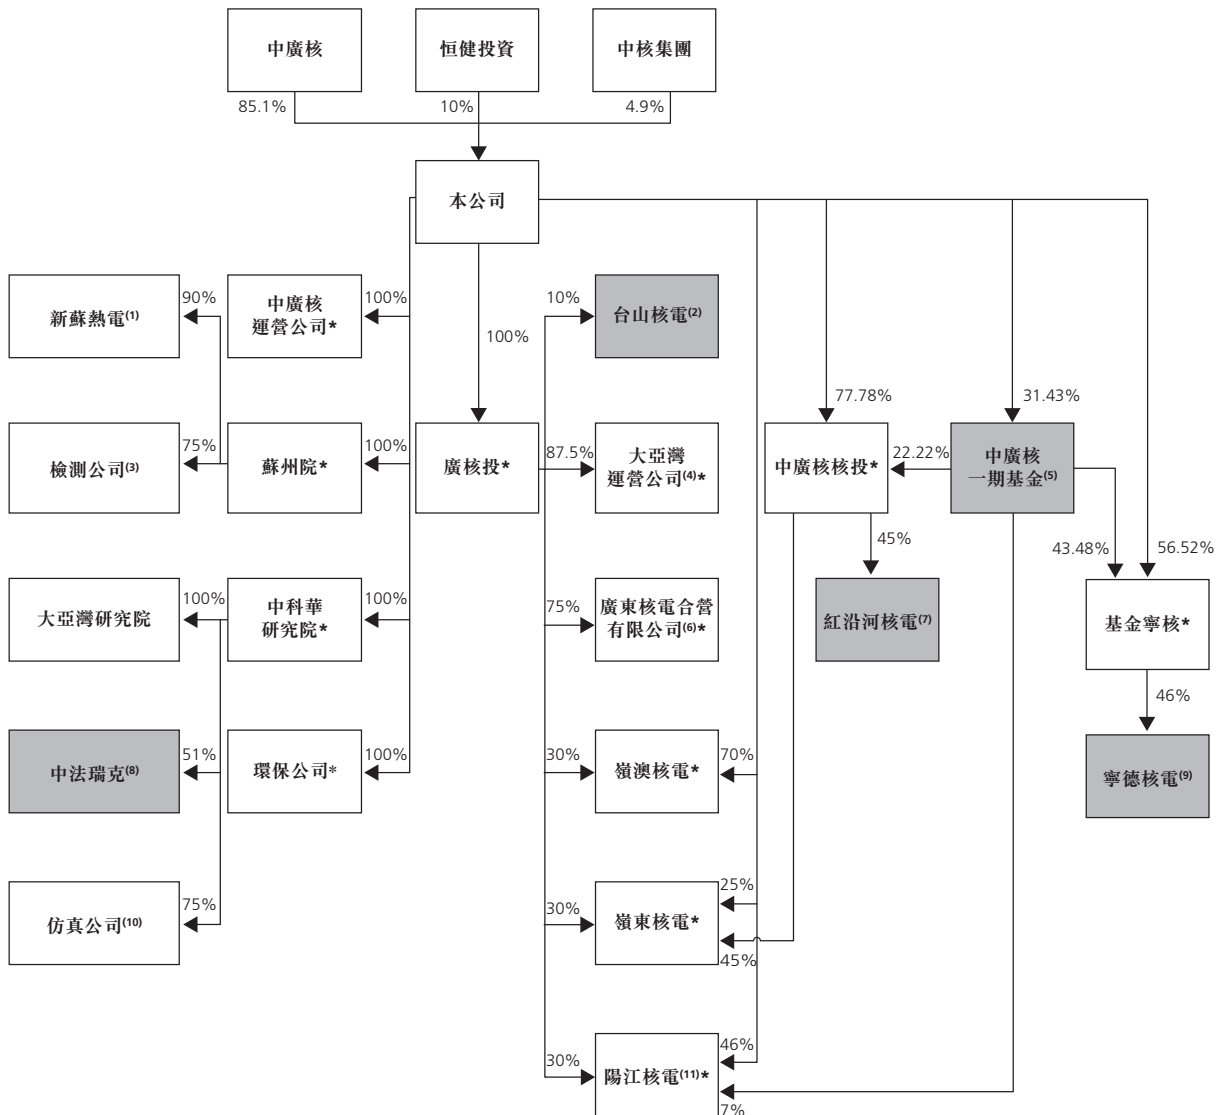 中廣核
恒健投資
中核集團
85.1%
10%
4.9%
本公司
新蘇熱電(1)
90%
中廣核
運營公司*
100%
100%
10%
台山核電(2)
77.78%
31.43%
檢測公司(3)
75%
蘇州院*
100%
廣核投*
87.5%
大亞灣
運營公司(4)*
中廣核核投*
22.22%
中廣核
一期基金(5)
45%
43.48%
56.52%
大亞灣研究院
100%
中科華
研究院*
100%
75%
廣東核電合營
有限公司(6)*
紅沿河核電(7)
基金寧核*
46%
中法瑞克(8)
51%
環保公司*
100%
30%
嶺澳核電*
70%
寧德核電(9)
仿真公司(10)
75%
30%
嶺東核電*
25%
45%
30%
陽江核電(11)*
46%
7%